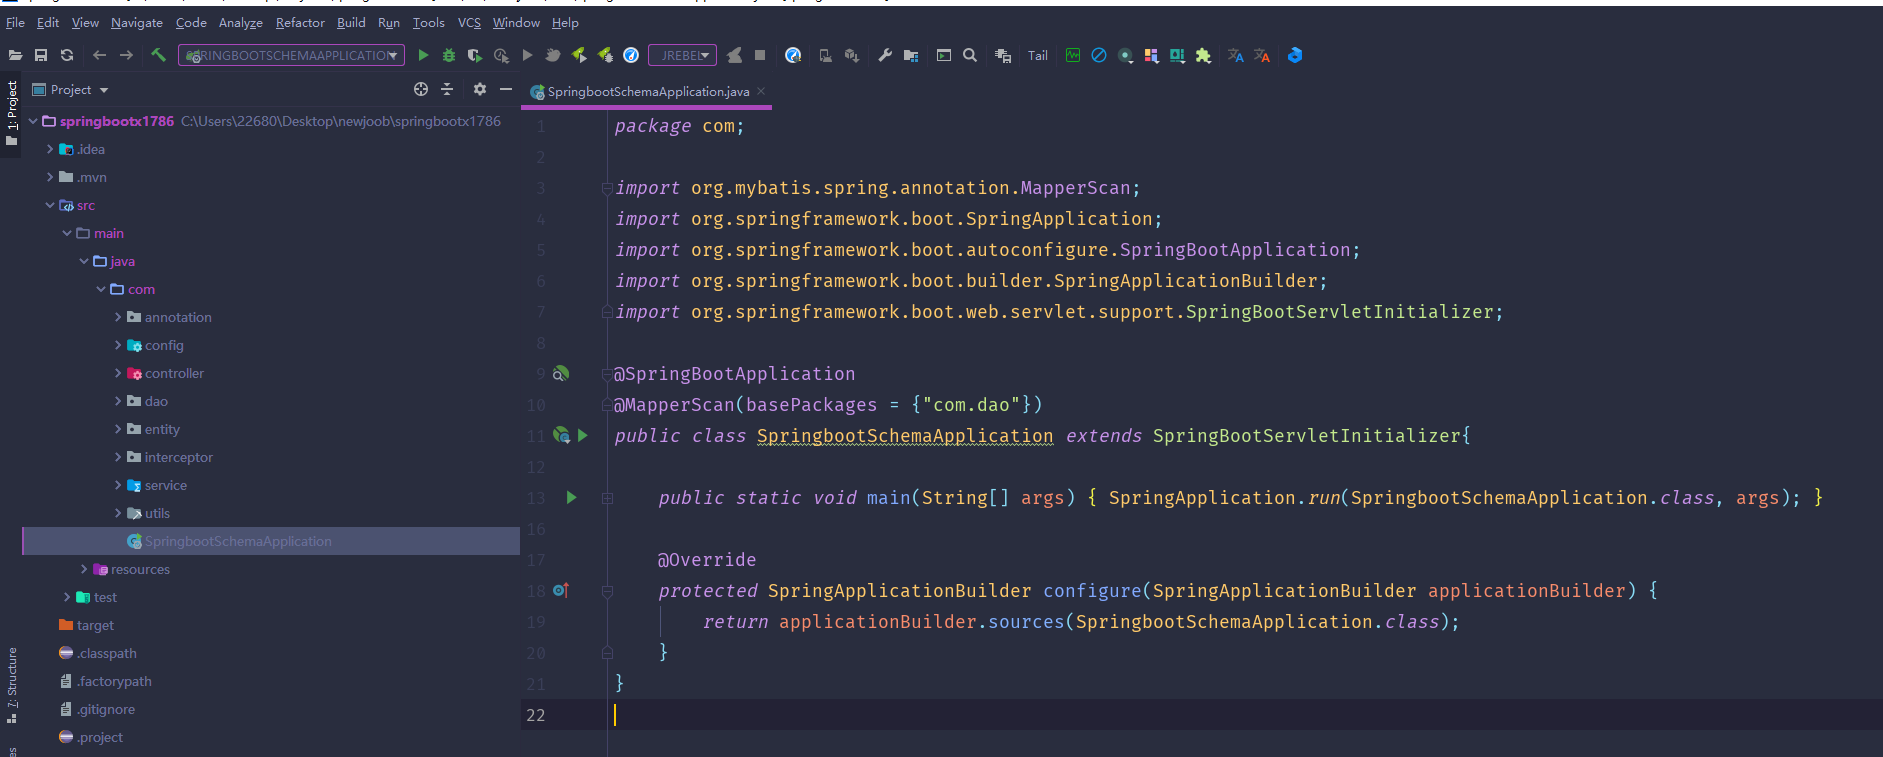 File Edit View Navigate Code Analyze Refactor Build Run Tools VCS Window Help
RINGBOOTSCHEMAAPPLICATION JREBEL Tail
1: Project
Project
SpringbootSchemaApplication.java
springbootx1786 C:\Users\22680\Desktop\newjoob\springbootx1786
.idea
.mvn
src
main
java
com
annotation
config
controller
dao
entity
interceptor
service
utils
SpringbootSchemaApplication
resources
test
target
.classpath
.factorypath
.gitignore
.project
7: Structure
1 package com;
2
3 import org.mybatis.spring.annotation.MapperScan;
4 import org.springframework.boot.SpringApplication;
5 import org.springframework.boot.autoconfigure.SpringBootApplication;
6 import org.springframework.boot.builder.SpringApplicationBuilder;
7 import org.springframework.boot.web.servlet.support.SpringBootServletInitializer;
8
9 @SpringBootApplication
10 @MapperScan(basePackages = {"com.dao"})
11 public class SpringbootSchemaApplication extends SpringBootServletInitializer{
12
13 public static void main(String[] args) { SpringApplication.run(SpringbootSchemaApplication.class, args); }
16
17 @Override
18 protected SpringApplicationBuilder configure(SpringApplicationBuilder applicationBuilder) {
19 return applicationBuilder.sources(SpringbootSchemaApplication.class);
20 }
21 }
22